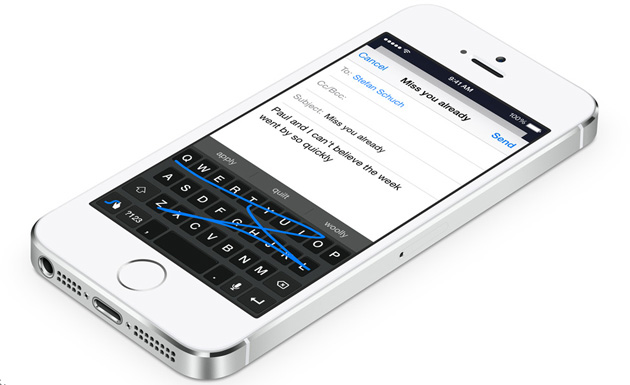 9:41 AM 100%
Cancel Miss you already Send
To: Stefan Schuch
Cc/Bcc:
Subject: Miss you already
Paul and I can't believe the week
went by so quickly
apply quilt woolly
Q W E R T Y U I O P
A S D F G H J K L
Z X C V B N M
?123 , .